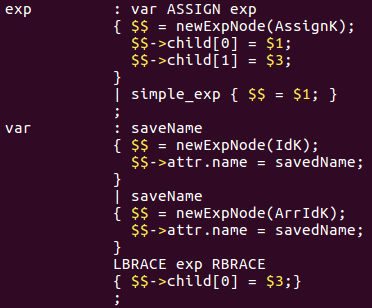 exp : var ASSIGN exp
{ $$ = newExpNode(AssignK);
$$->child[0] = $1;
$$->child[1] = $3;
}
| simple_exp { $$ = $1; }
;
var : saveName
{ $$ = newExpNode(IdK);
$$->attr.name = savedName;
}
| saveName
{ $$ = newExpNode(ArrIdK);
$$->attr.name = savedName;
}
LBRACE exp RBRACE
{ $$->child[0] = $3;}
;